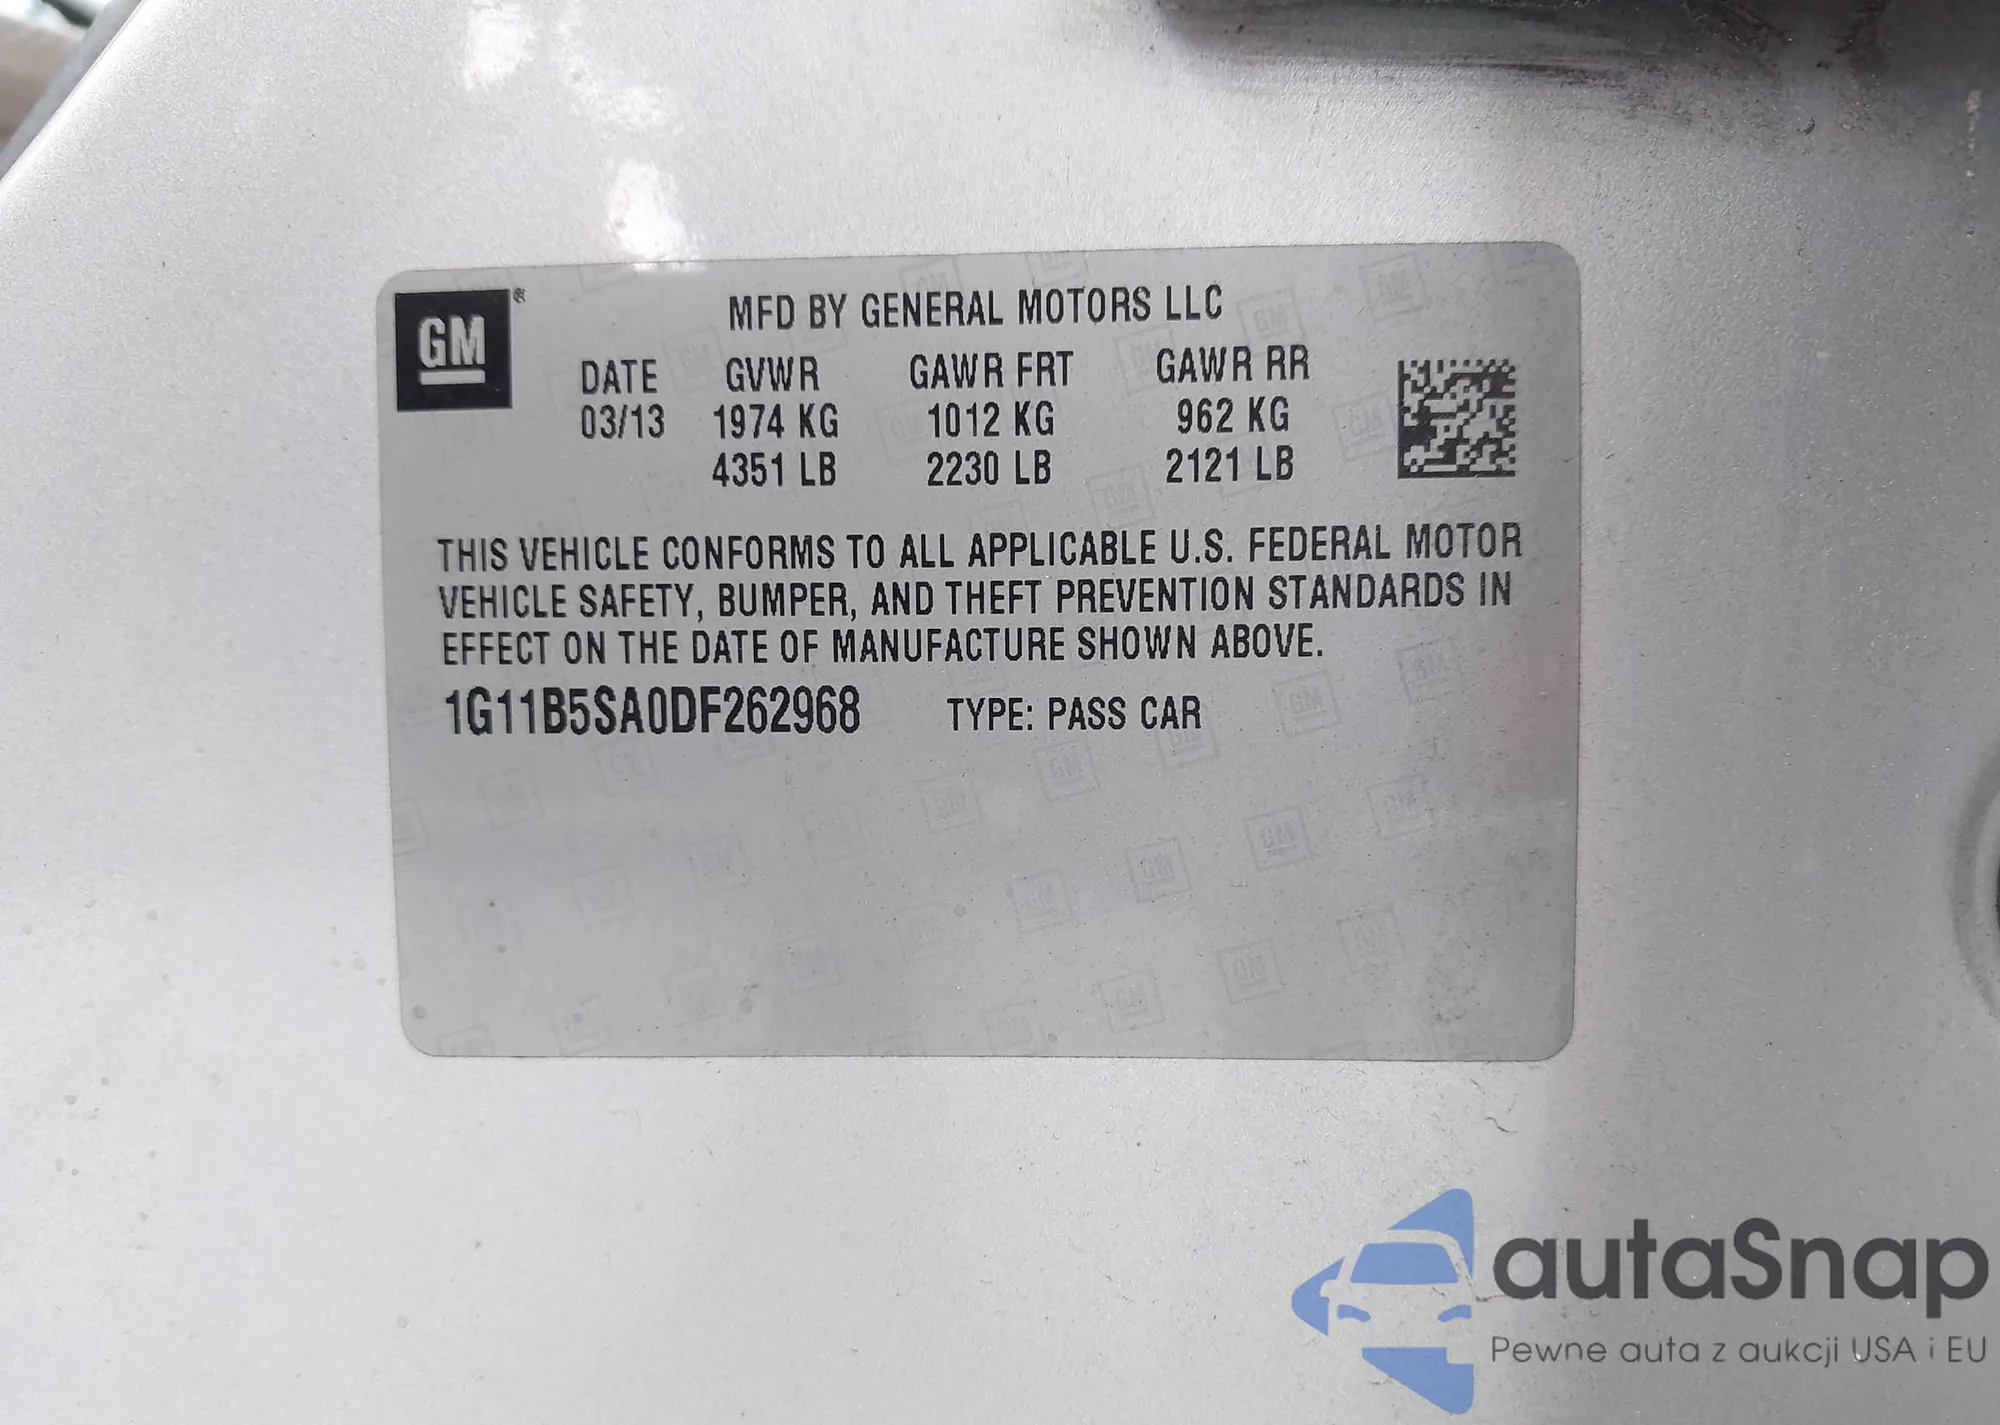 GM ®
MFD BY GENERAL MOTORS LLC
DATE GVWR GAWR FRT GAWR RR
03/13 1974 KG 1012 KG 962 KG
4351 LB 2230 LB 2121 LB
THIS VEHICLE CONFORMS TO ALL APPLICABLE U.S. FEDERAL MOTOR
VEHICLE SAFETY, BUMPER, AND THEFT PREVENTION STANDARDS IN
EFFECT ON THE DATE OF MANUFACTURE SHOWN ABOVE.
1G11B5SA0DF262968 TYPE: PASS CAR
autaSnap
Pewne auta z aukcji USA i EU